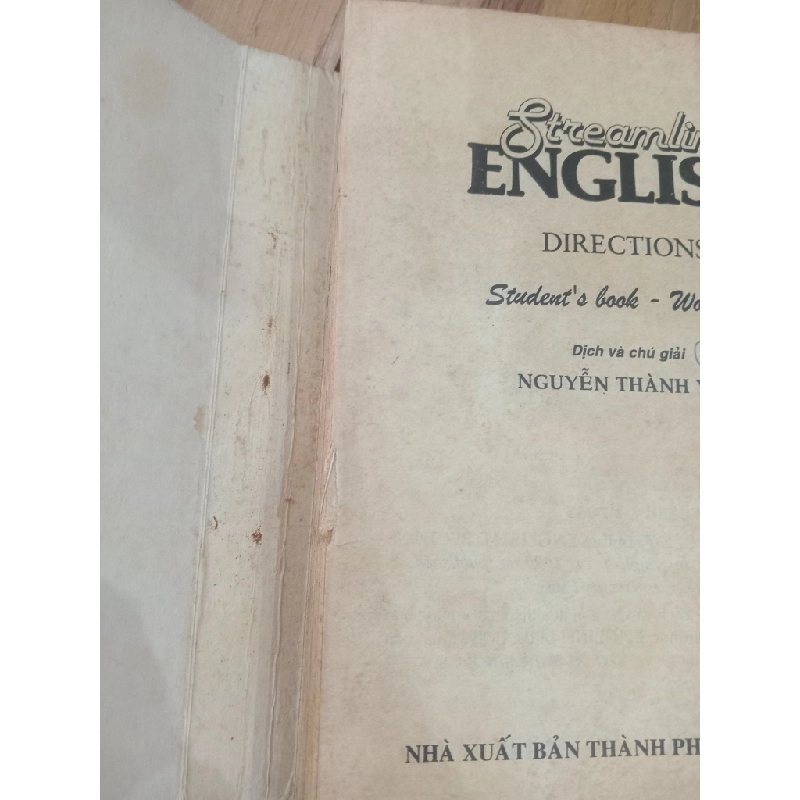 Streamlin
ENGLIS
DIRECTIONS
Student's book - Wo
Dịch và chú giải
NGUYỄN THÀNH Y
NHÀ XUẤT BẢN THÀNH PH